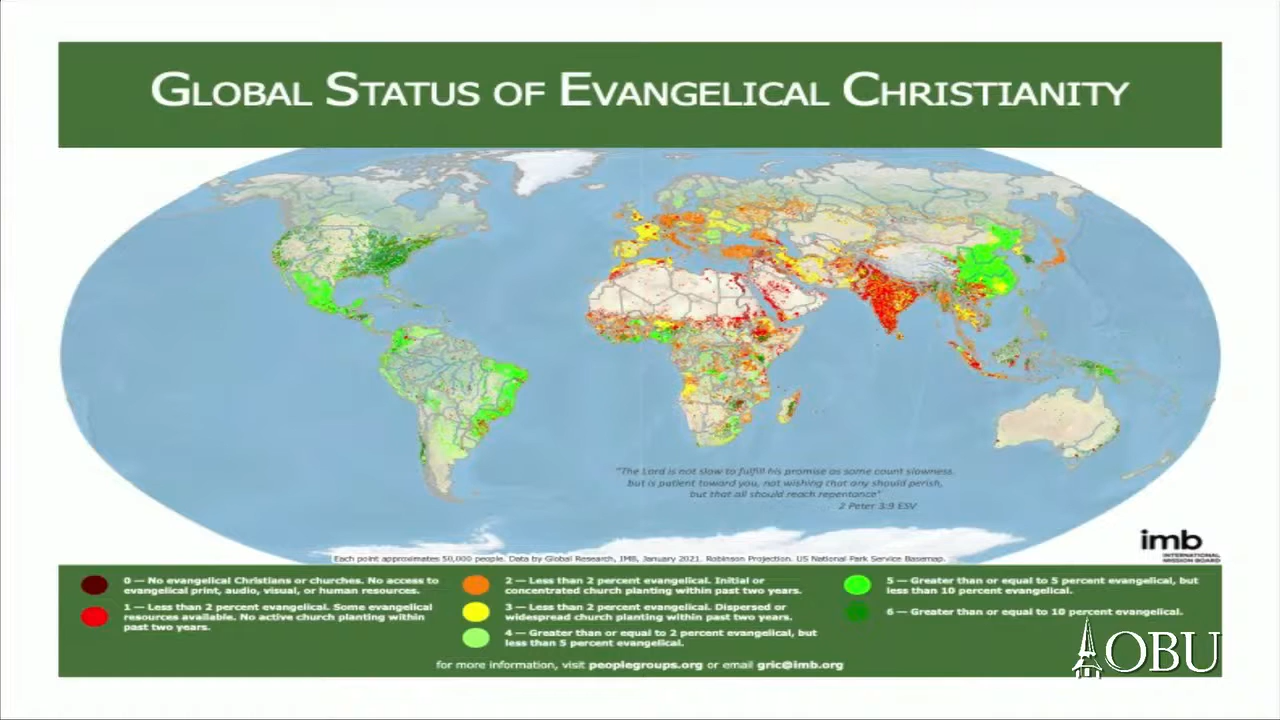 GLOBAL STATUS OF EVANGELICAL CHRISTIANITY
"The Lord is not slow to fulfill his promise as some count slowness,
but is patient toward you, not wishing that any should perish,
but that all should reach repentance"
2 Peter 3:9 ESV
imb
INTERNATIONAL
MISSION BOARD
Each point approximates 50,000 people. Data by Global Research, IMB, January 2021. Robinson Projection. US National Park Service Basemap.
0 — No evangelical Christians or churches. No access to
evangelical print, audio, visual, or human resources.
1 — Less than 2 percent evangelical. Some evangelical
resources available. No active church planting within
past two years.
2 — Less than 2 percent evangelical. Initial or
concentrated church planting within past two years.
3 — Less than 2 percent evangelical. Dispersed or
widespread church planting within past two years.
4 — Greater than or equal to 2 percent evangelical, but
less than 5 percent evangelical.
5 — Greater than or equal to 5 percent evangelical, but
less than 10 percent evangelical.
6 — Greater than or equal to 10 percent evangelical.
for more information, visit peoplegroups.org or email gric@imb.org
OBU